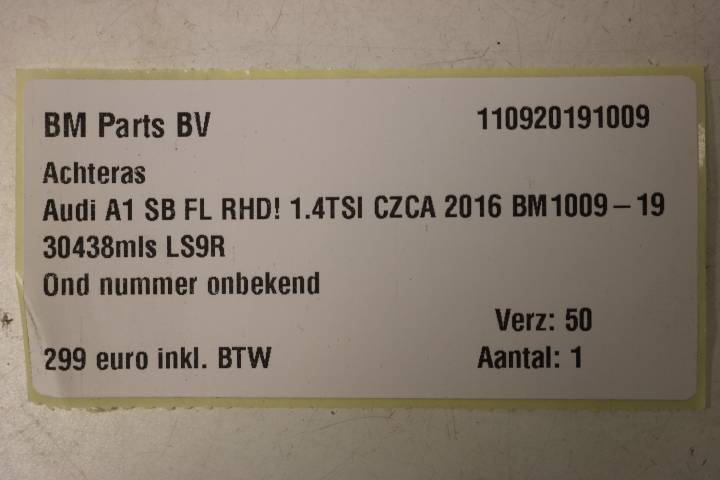 BM Parts BV 110920191009
Achteras
Audi A1 SB FL RHD! 1.4TSI CZCA 2016 BM1009-19
30438mls LS9R
Ond nummer onbekend
Verz: 50
299 euro inkl. BTW Aantal: 1